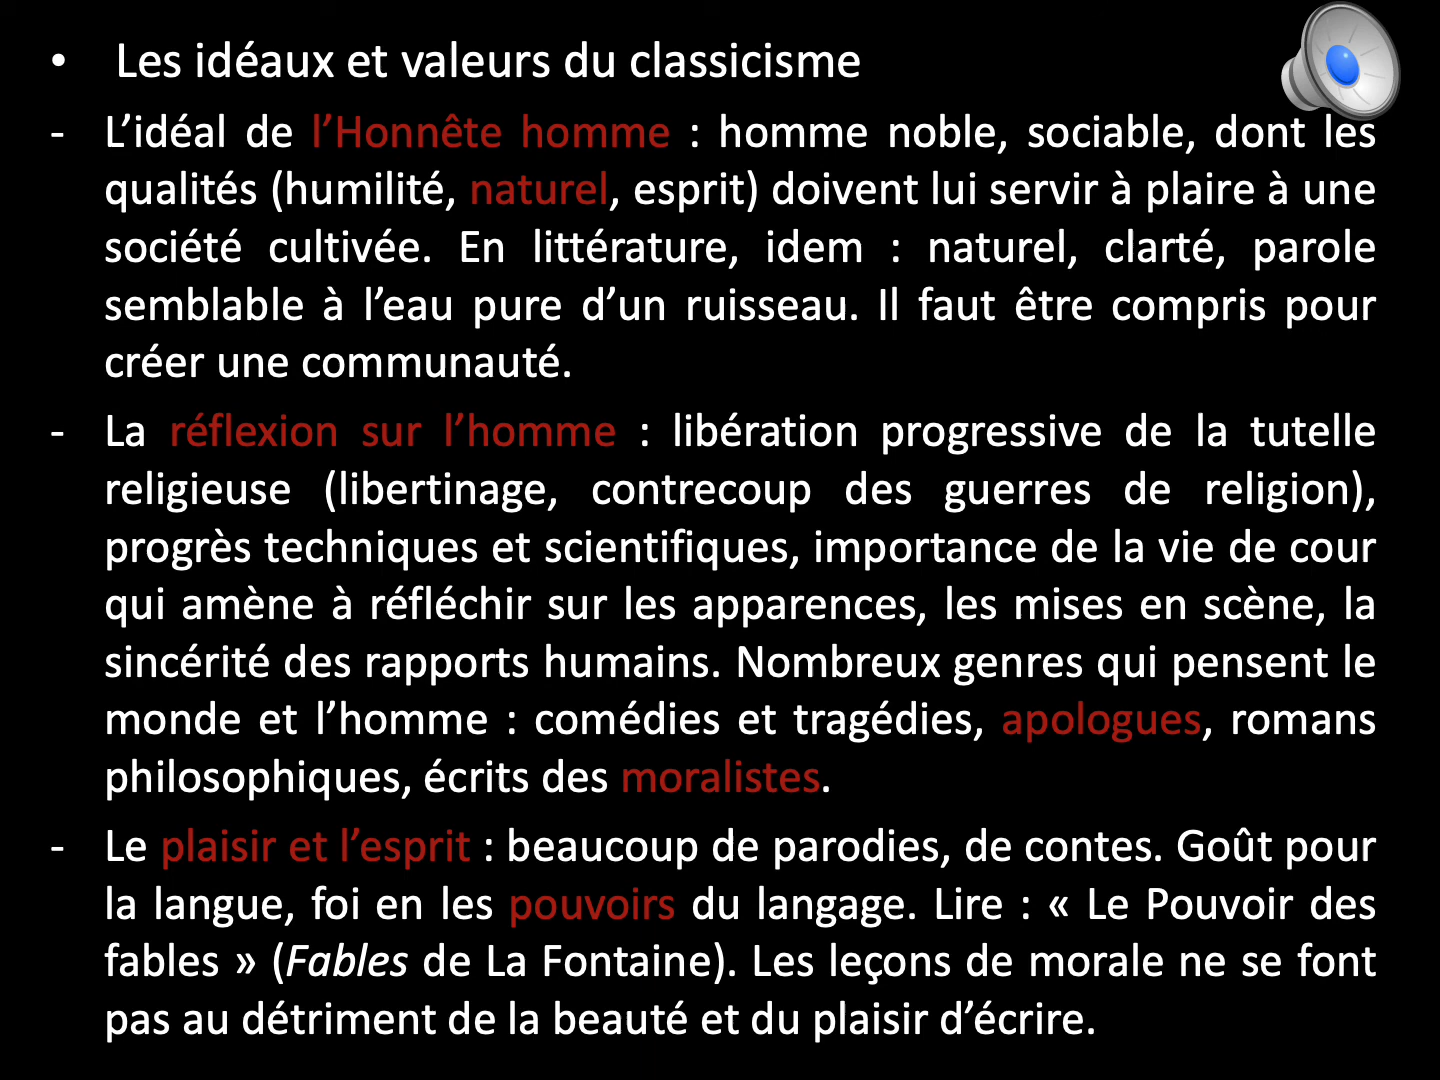 • Les idéaux et valeurs du classicisme
- L’idéal de l’Honnête homme : homme noble, sociable, dont les
qualités (humilité, naturel, esprit) doivent lui servir à plaire à une
société cultivée. En littérature, idem : naturel, clarté, parole
semblable à l’eau pure d’un ruisseau. Il faut être compris pour
créer une communauté.
- La réflexion sur l’homme : libération progressive de la tutelle
religieuse (libertinage, contrecoup des guerres de religion),
progrès techniques et scientifiques, importance de la vie de cour
qui amène à réfléchir sur les apparences, les mises en scène, la
sincérité des rapports humains. Nombreux genres qui pensent le
monde et l’homme : comédies et tragédies, apologues, romans
philosophiques, écrits des moralistes.
- Le plaisir et l’esprit : beaucoup de parodies, de contes. Goût pour
la langue, foi en les pouvoirs du langage. Lire : « Le Pouvoir des
fables » (Fables de La Fontaine). Les leçons de morale ne se font
pas au détriment de la beauté et du plaisir d’écrire.